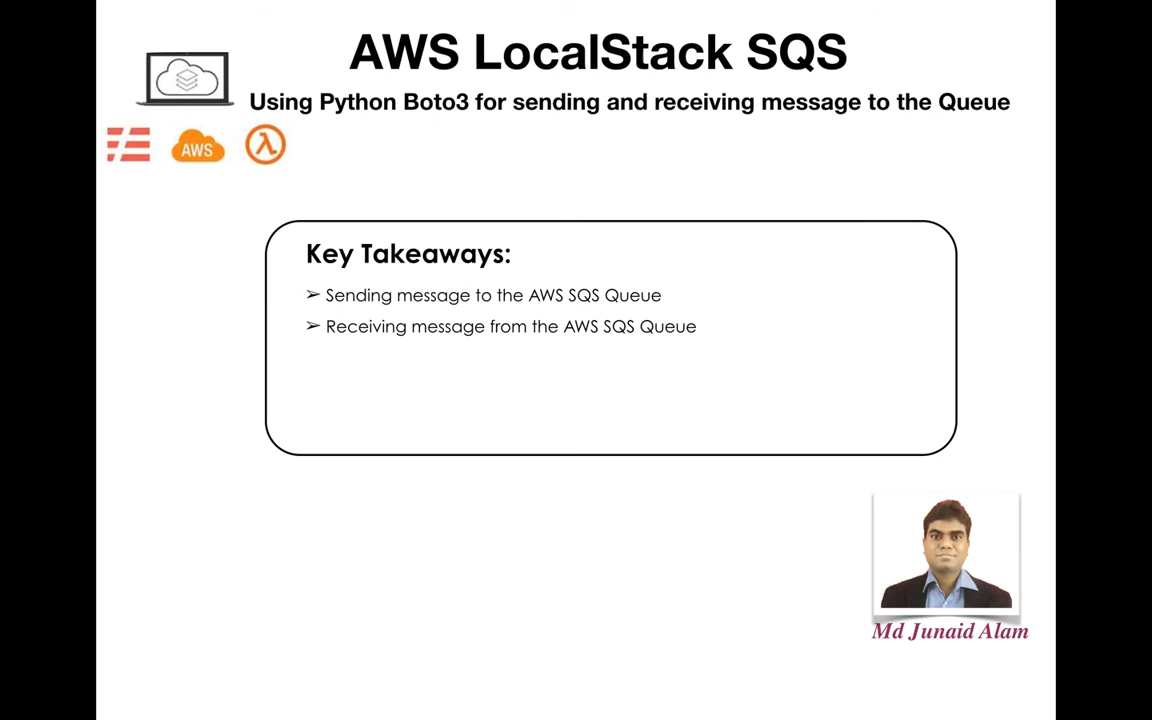 AWS LocalStack SQS
Using Python Boto3 for sending and receiving message to the Queue
AWS
λ
Key Takeaways:
➢ Sending message to the AWS SQS Queue
➢ Receiving message from the AWS SQS Queue
Md Junaid Alam